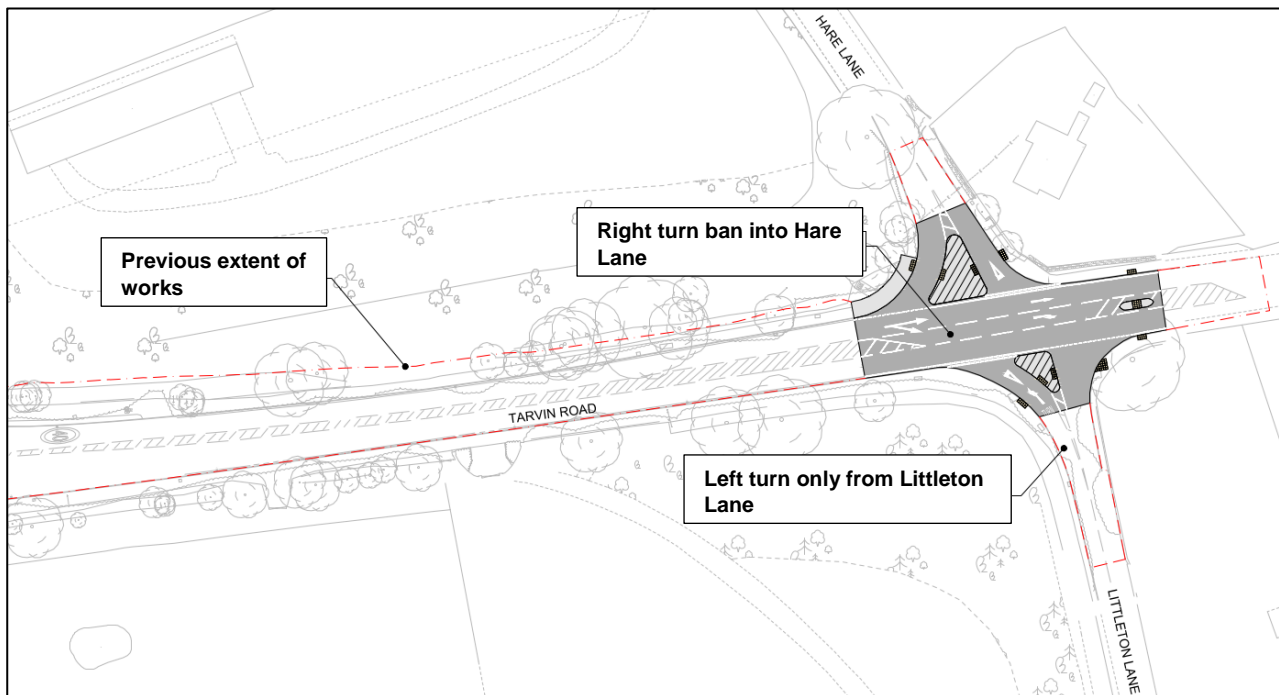 HARE LANE
Right turn ban into Hare
Lane
Previous extent of
works
TARVIN ROAD
Left turn only from Littleton
Lane
LITTLETON LANE